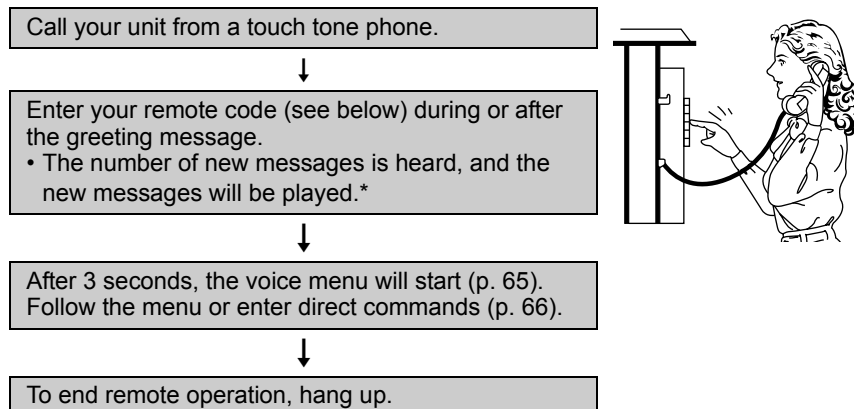 Call your unit from a touch tone phone.
Enter your remote code (see below) during or after
the greeting message.
• The number of new messages is heard, and the
new messages will be played.*
After 3 seconds, the voice menu will start (p. 65).
Follow the menu or enter direct commands (p. 66).
To end remote operation, hang up.